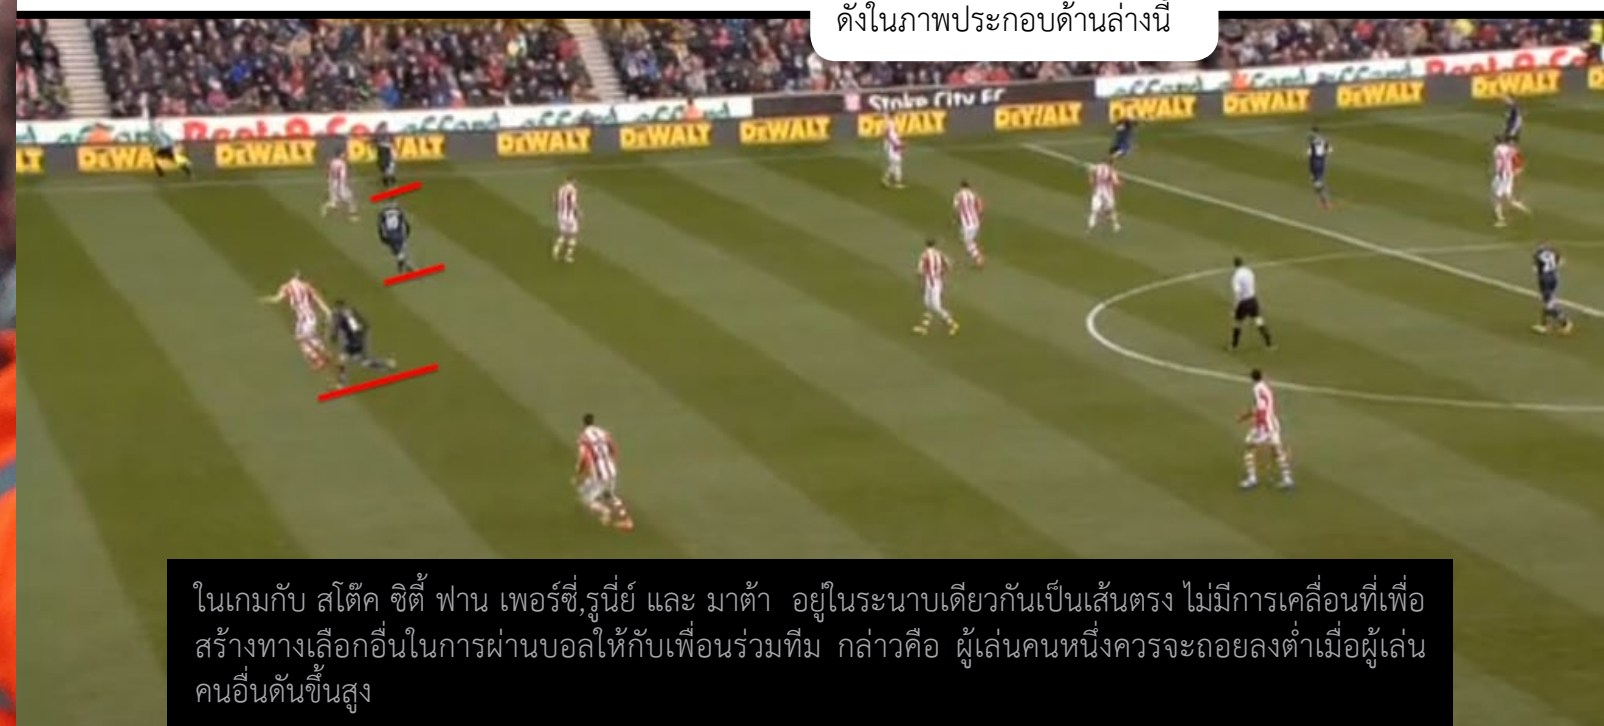 ดังในภาพประกอบด้านล่างนี้
Stoke City FC
DEWALT DEWALT DEWALT DEWALT DEWALT DEWALT DEWALT DEWALT DEWALT DEWALT DEWALT
ในเกมกับ สโต๊ค ซิตี้ ฟาน เพอร์ซี่,รูนี่ย์ และ มาต้า อยู่ในระนาบเดียวกันเป็นเส้นตรง ไม่มีการเคลื่อนที่เพื่อ
สร้างทางเลือกอื่นในการผ่านบอลให้กับเพื่อนร่วมทีม กล่าวคือ ผู้เล่นคนหนึ่งควรจะถอยลงต่ำเมื่อผู้เล่น
คนอื่นดันขึ้นสูง